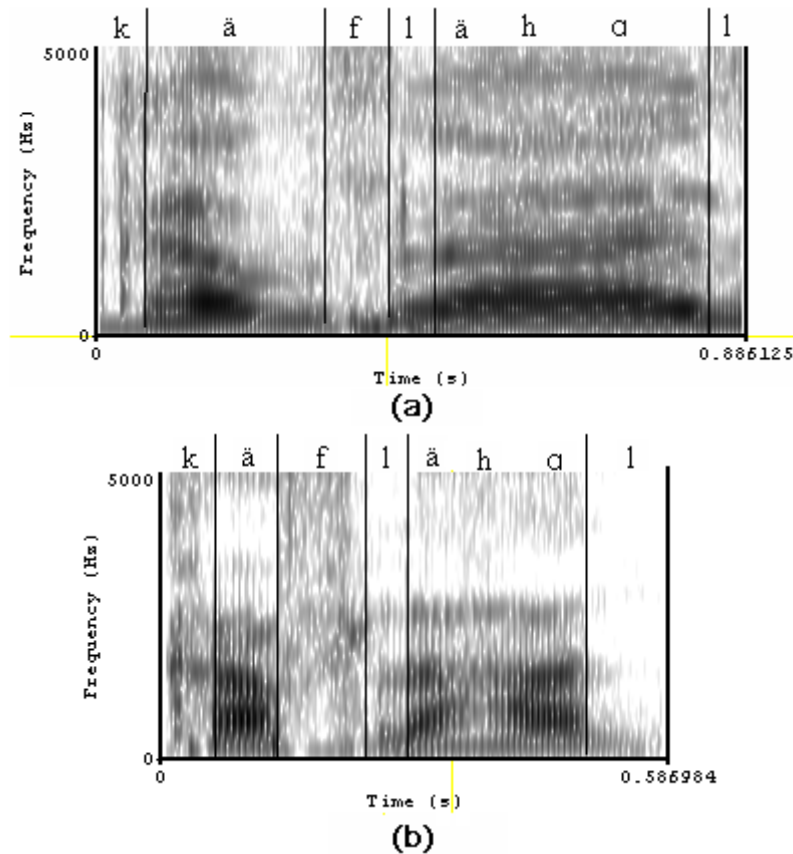 k ä f l ä h ɑ l
5000
Frequency (Hz)
0
0 0.886125
Time (s)
(a)
k ä f l ä h ɑ l
5000
Frequency (Hz)
0
0 0.586984
Time (s)
(b)